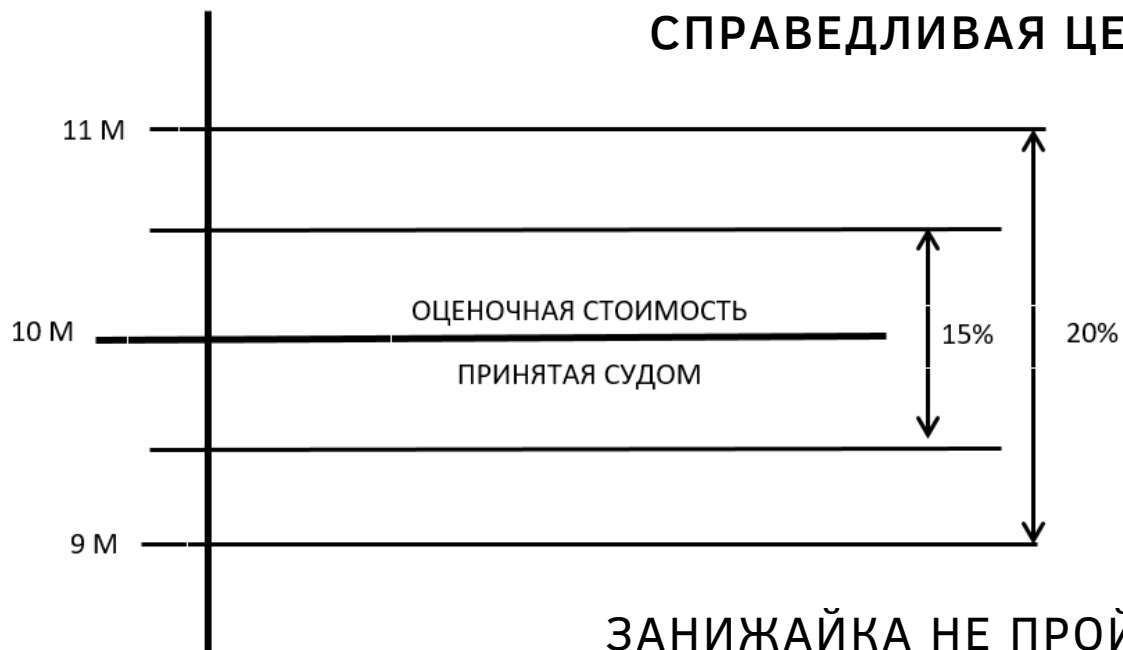 СПРАВЕДЛИВАЯ ЦЕ
11 М
ОЦЕНОЧНАЯ СТОИМОСТЬ
10 М
15%
20%
ПРИНЯТАЯ СУДОМ
9 М
ЗАНИЖАЙКА НЕ ПРОЙ